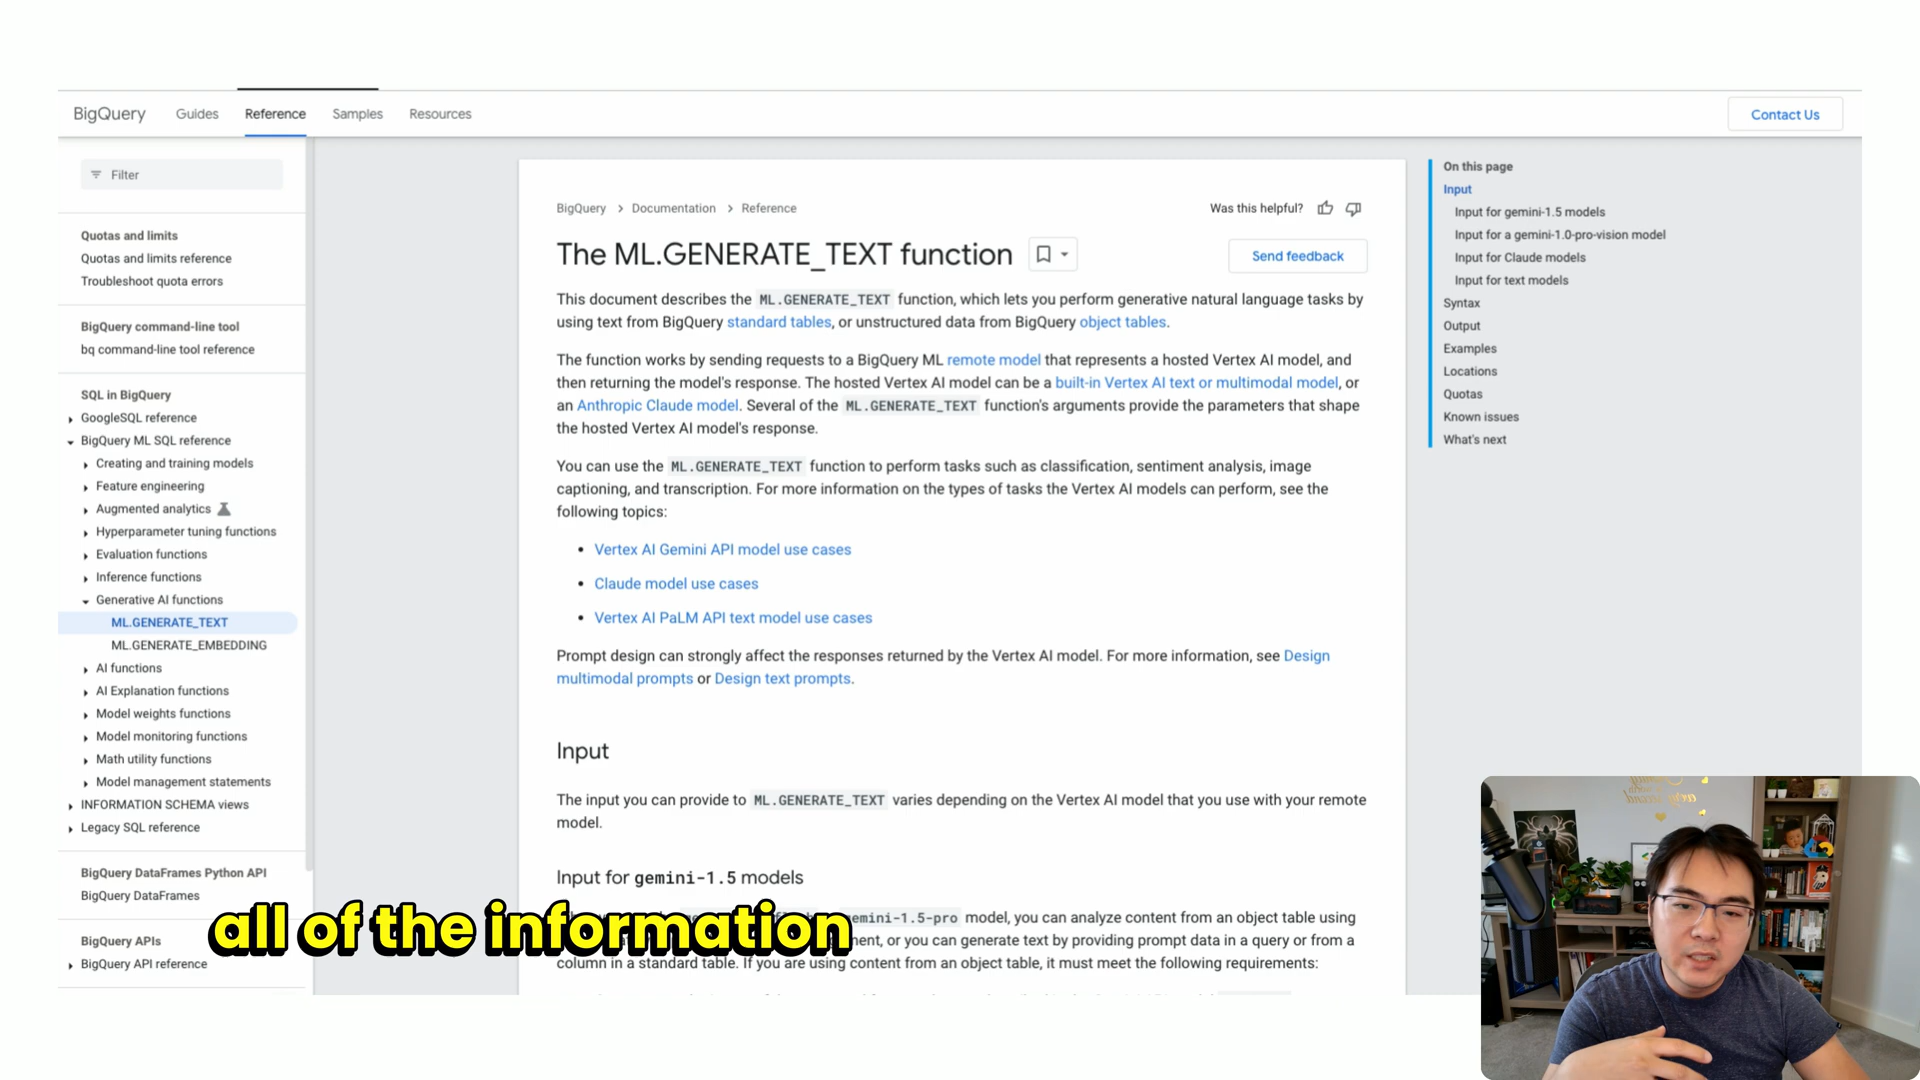 BigQuery Guides Reference Samples Resources Contact Us
Filter
Quotas and limits
Quotas and limits reference
Troubleshoot quota errors
BigQuery command-line tool
bq command-line tool reference
SQL in BigQuery
GoogleSQL reference
BigQuery ML SQL reference
Creating and training models
Feature engineering
Augmented analytics
Hyperparameter tuning functions
Evaluation functions
Inference functions
Generative AI functions
ML.GENERATE_TEXT
ML.GENERATE_EMBEDDING
AI functions
AI Explanation functions
Model weights functions
Model monitoring functions
Math utility functions
Model management statements
INFORMATION SCHEMA views
Legacy SQL reference
BigQuery DataFrames Python API
BigQuery DataFrames
BigQuery APIs
BigQuery API reference
BigQuery > Documentation > Reference
Was this helpful?
The ML.GENERATE_TEXT function
Send feedback
This document describes the ML.GENERATE_TEXT function, which lets you perform generative natural language tasks by
using text from BigQuery standard tables, or unstructured data from BigQuery object tables.
The function works by sending requests to a BigQuery ML remote model that represents a hosted Vertex AI model, and
then returning the model's response. The hosted Vertex AI model can be a built-in Vertex AI text or multimodal model, or
an Anthropic Claude model. Several of the ML.GENERATE_TEXT function's arguments provide the parameters that shape
the hosted Vertex AI model's response.
You can use the ML.GENERATE_TEXT function to perform tasks such as classification, sentiment analysis, image
captioning, and transcription. For more information on the types of tasks the Vertex AI models can perform, see the
following topics:
• Vertex AI Gemini API model use cases
• Claude model use cases
• Vertex AI PaLM API text model use cases
Prompt design can strongly affect the responses returned by the Vertex AI model. For more information, see Design
multimodal prompts or Design text prompts.
Input
The input you can provide to ML.GENERATE_TEXT varies depending on the Vertex AI model that you use with your remote
model.
Input for gemini-1.5 models
gemini-1.5-pro model, you can analyze content from an object table using
or you can generate text by providing prompt data in a query or from a
column in a standard table. If you are using content from an object table, it must meet the following requirements:
all of the information
On this page
Input
Input for gemini-1.5 models
Input for a gemini-1.0-pro-vision model
Input for Claude models
Input for text models
Syntax
Output
Examples
Locations
Quotas
Known issues
What's next